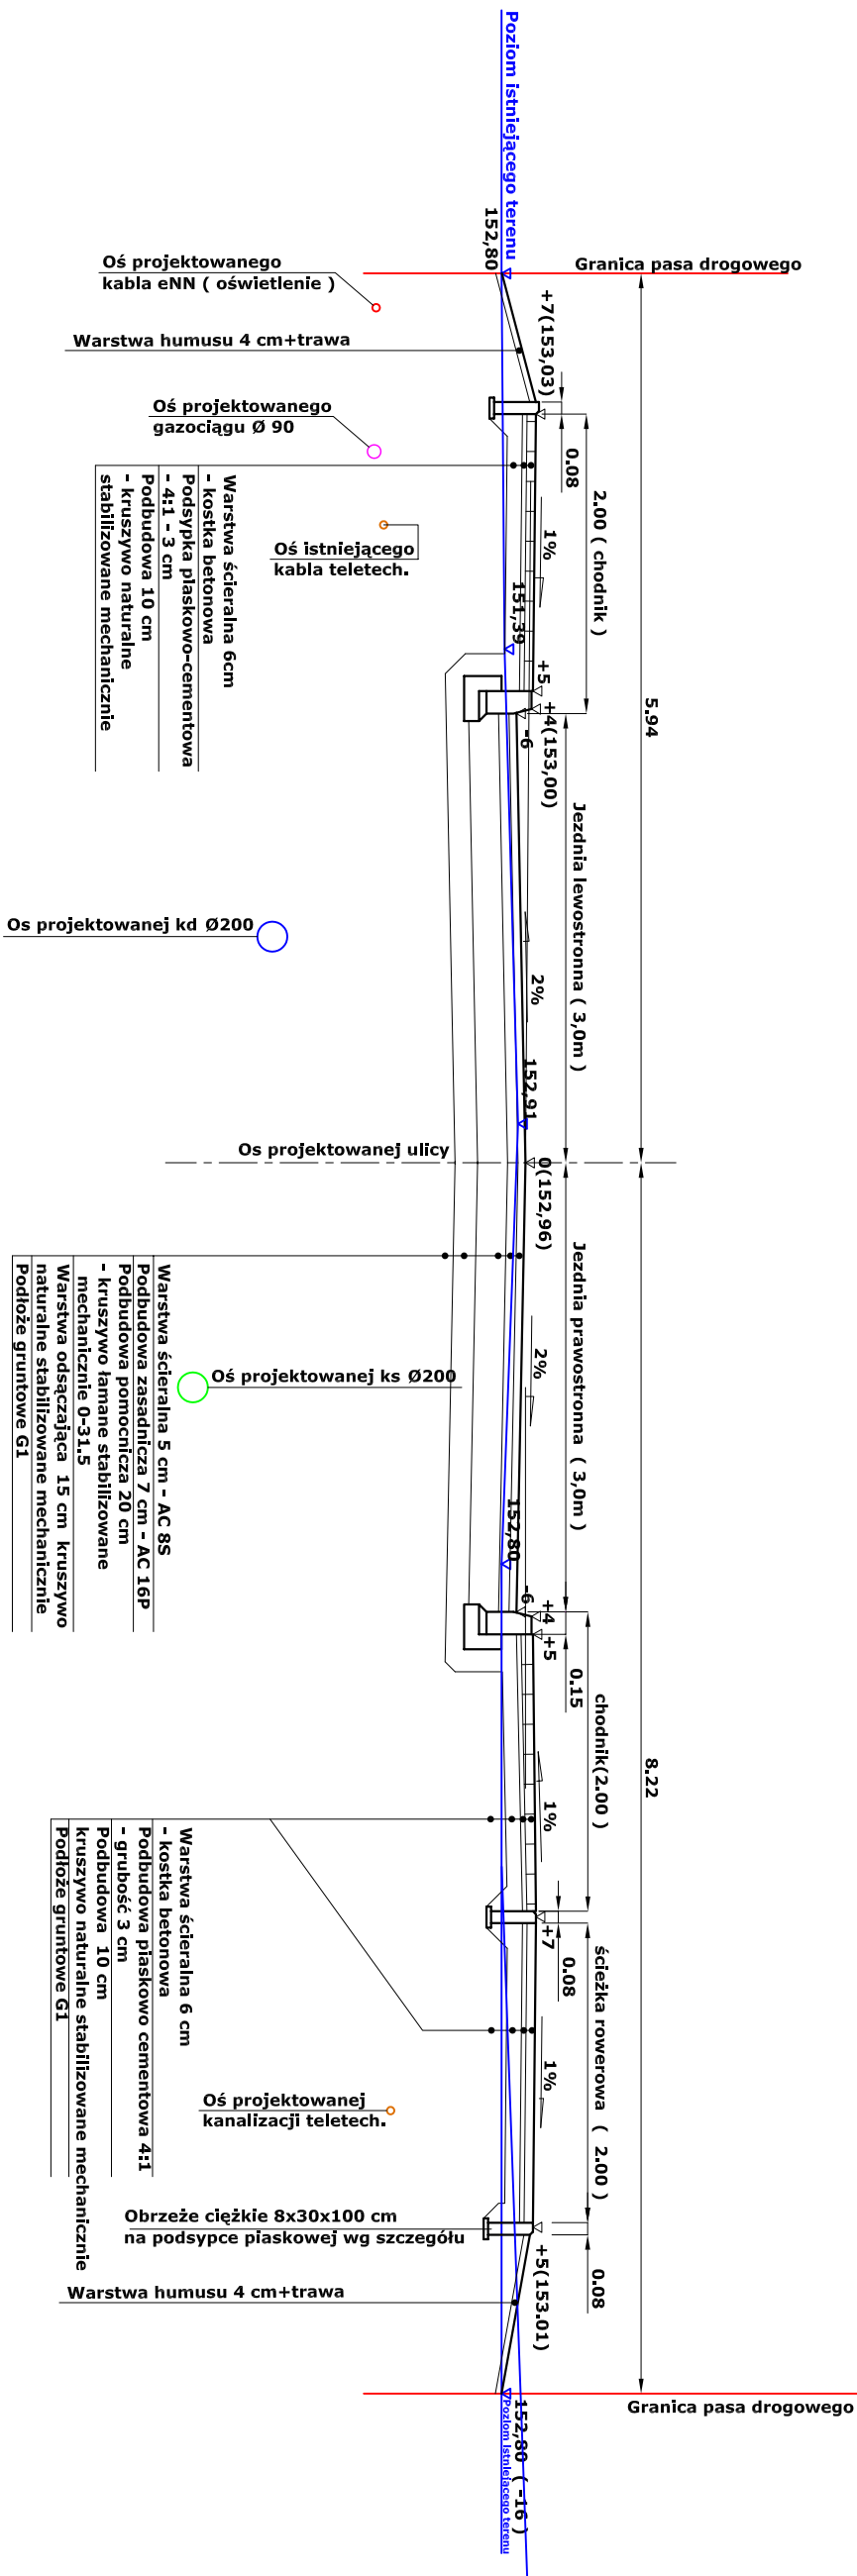 Poziom istniejącego terenu
152,80
Granica pasa drogowego
Oś projektowanego
kabla eNN ( oświetlenie )
+7(153,03)
Warstwa humusu 4 cm+trawa
0.08
Oś projektowanego
gazociągu Ø 90
2.00 ( chodnik )
1%
Warstwa ścieralna 6cm
- kostka betonowa
Podsypka piaskowo-cementowa
- 4:1 - 3 cm
Podbudowa 10 cm
- kruszywo naturalne
stabilizowane mechanicznie
Oś istniejącego
kabla teletech.
151,39
+5
+4(153,00)
-6
5.94
Jezdnia lewostronna ( 3,0m )
Os projektowanej kd Ø200
2%
152,91
Os projektowanej ulicy
0(152,96)
Jezdnia prawostronna ( 3,0m )
Warstwa ścieralna 5 cm - AC 8S
Podbudowa zasadnicza 7 cm - AC 16P
Podbudowa pomocnicza 20 cm
- kruszywo łamane stabilizowane
mechanicznie 0-31.5
Warstwa odsączająca 15 cm kruszywo
naturalne stabilizowane mechanicznie
Podłoże gruntowe G1
Oś projektowanej ks Ø200
2%
152,80
-6
+4
+5
0.15
chodnik(2.00 )
8.22
1%
Warstwa ścieralna 6 cm
- kostka betonowa
Podbudowa piaskowo cementowa 4:1
- grubość 3 cm
Podbudowa 10 cm
kruszywo naturalne stabilizowane mechanicznie
Podłoże gruntowe G1
+7
0.08
ścieżka rowerowa ( 2.00 )
1%
Oś projektowanej
kanalizacji teletech.
Obrzeże ciężkie 8x30x100 cm
na podsypce piaskowej wg szczegółu
+5(153.01)
0.08
Warstwa humusu 4 cm+trawa
Granica pasa drogowego
152,80 ( -16 )
Poziom istniejącego terenu